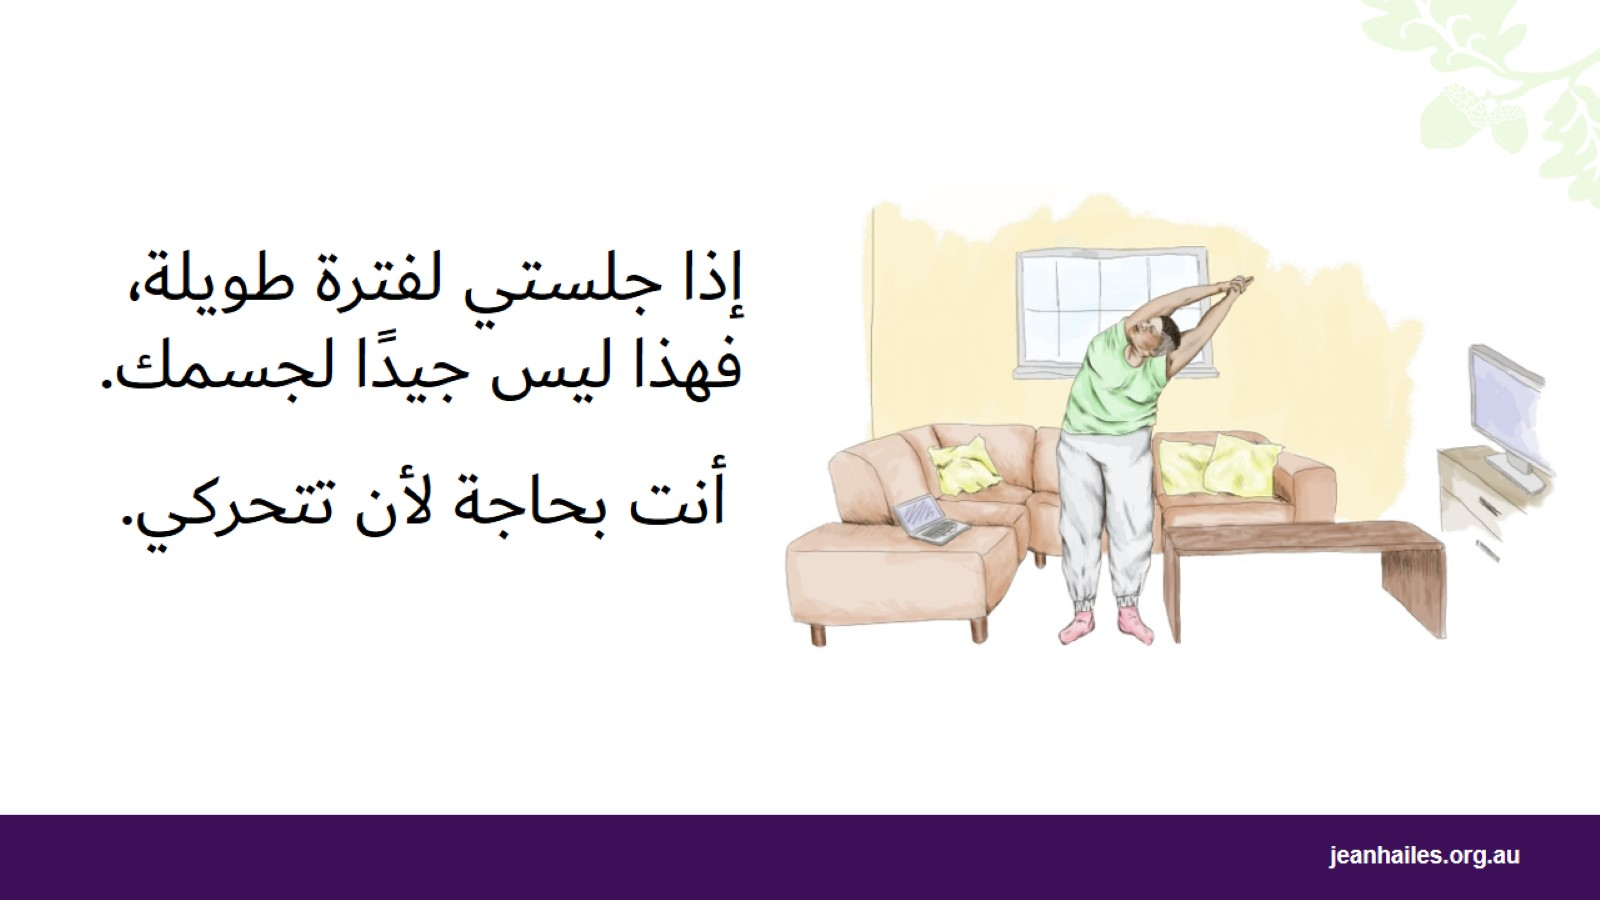 إذا جلستي لفترة طويلة،
فهذا ليس جيدًا لجسمك.
أنت بحاجة لأن تتحركي.
jeanhailes.org.au